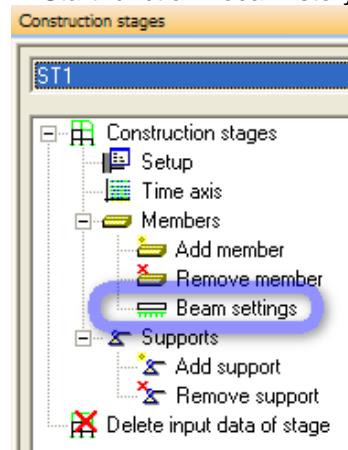 Construction stages
ST1
Construction stages
Setup
Time axis
Members
Add member
Remove member
Beam settings
Supports
Add support
Remove support
Delete input data of stage